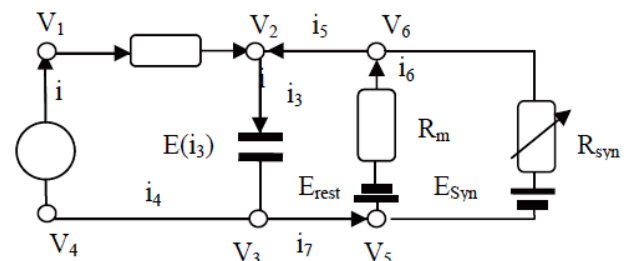 V1 V2 i5 V6
i i i6
i3
E(i3) Rm Rsyn
Erest ESyn
i4
V4 V3 i7 V5